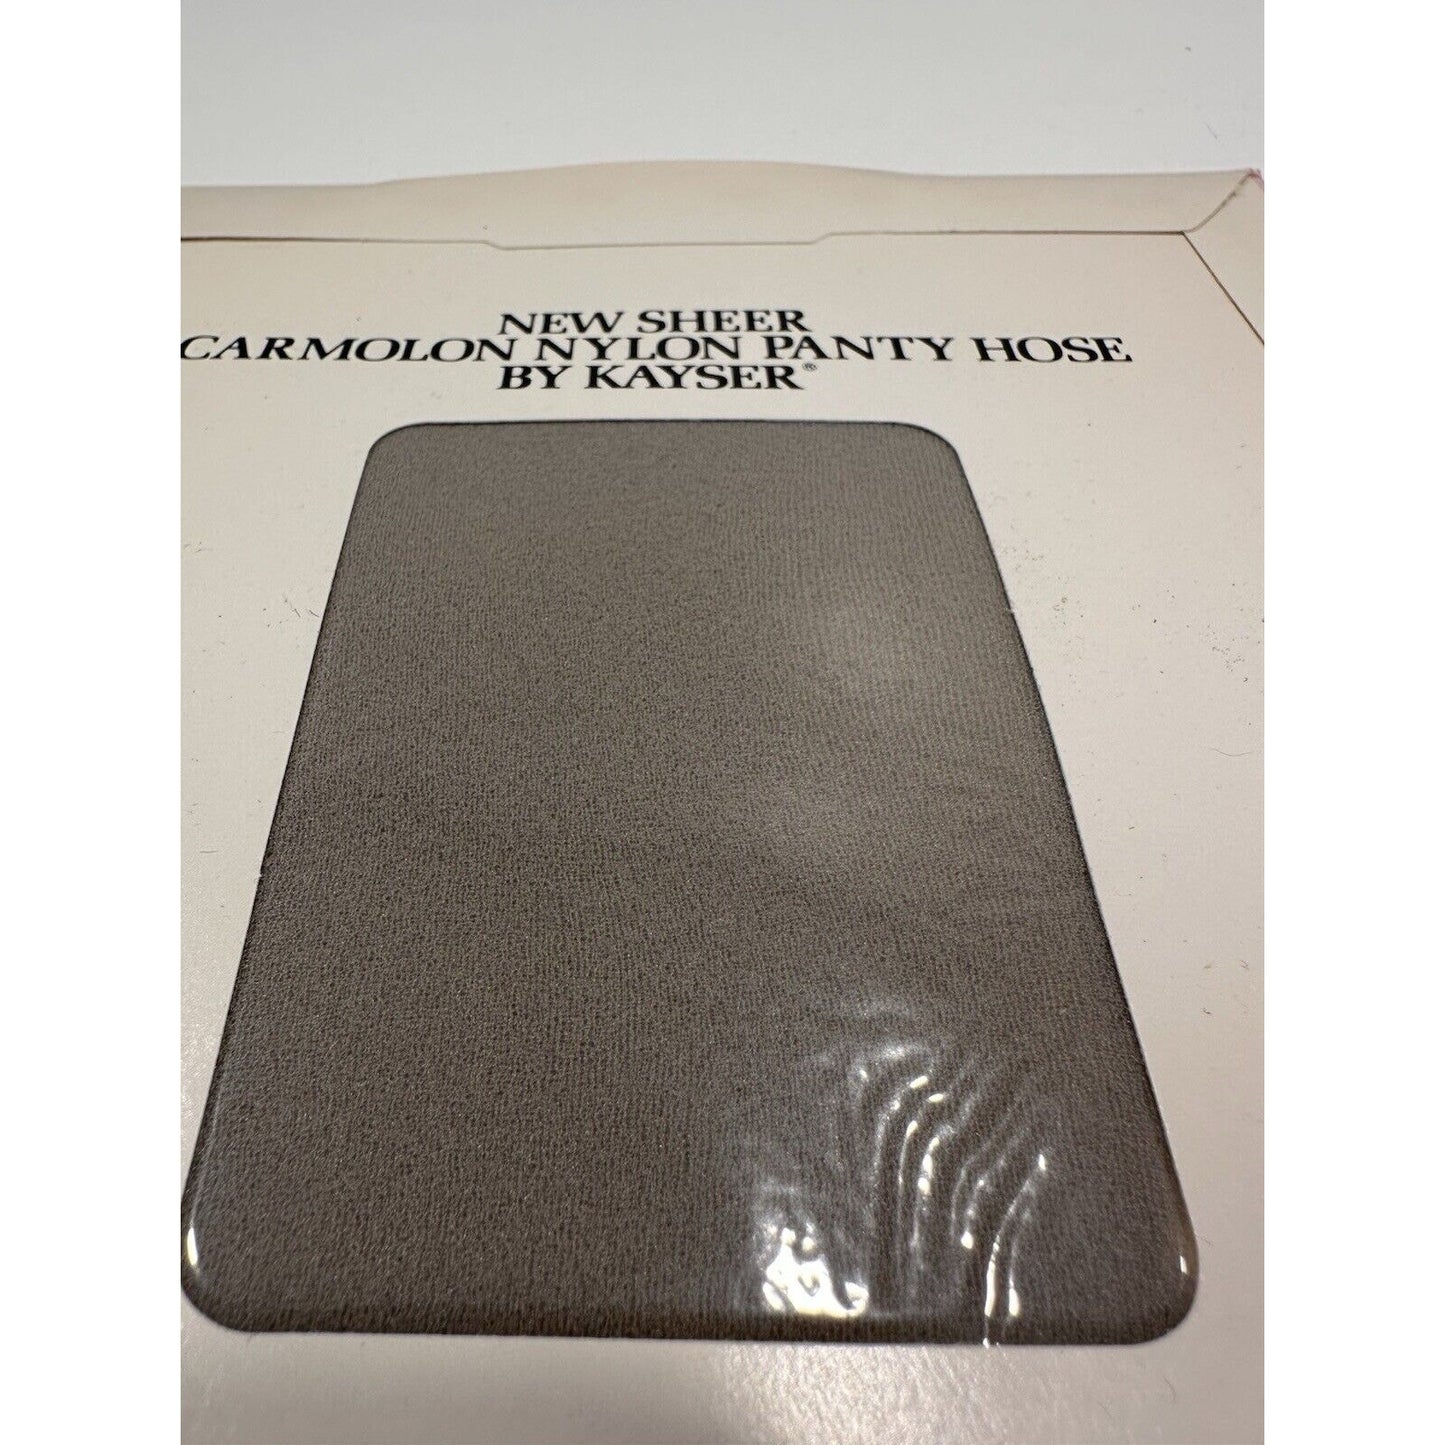 NEW SHEER
CARMOLON NYLON PANTY HOSE
BY KAYSER®